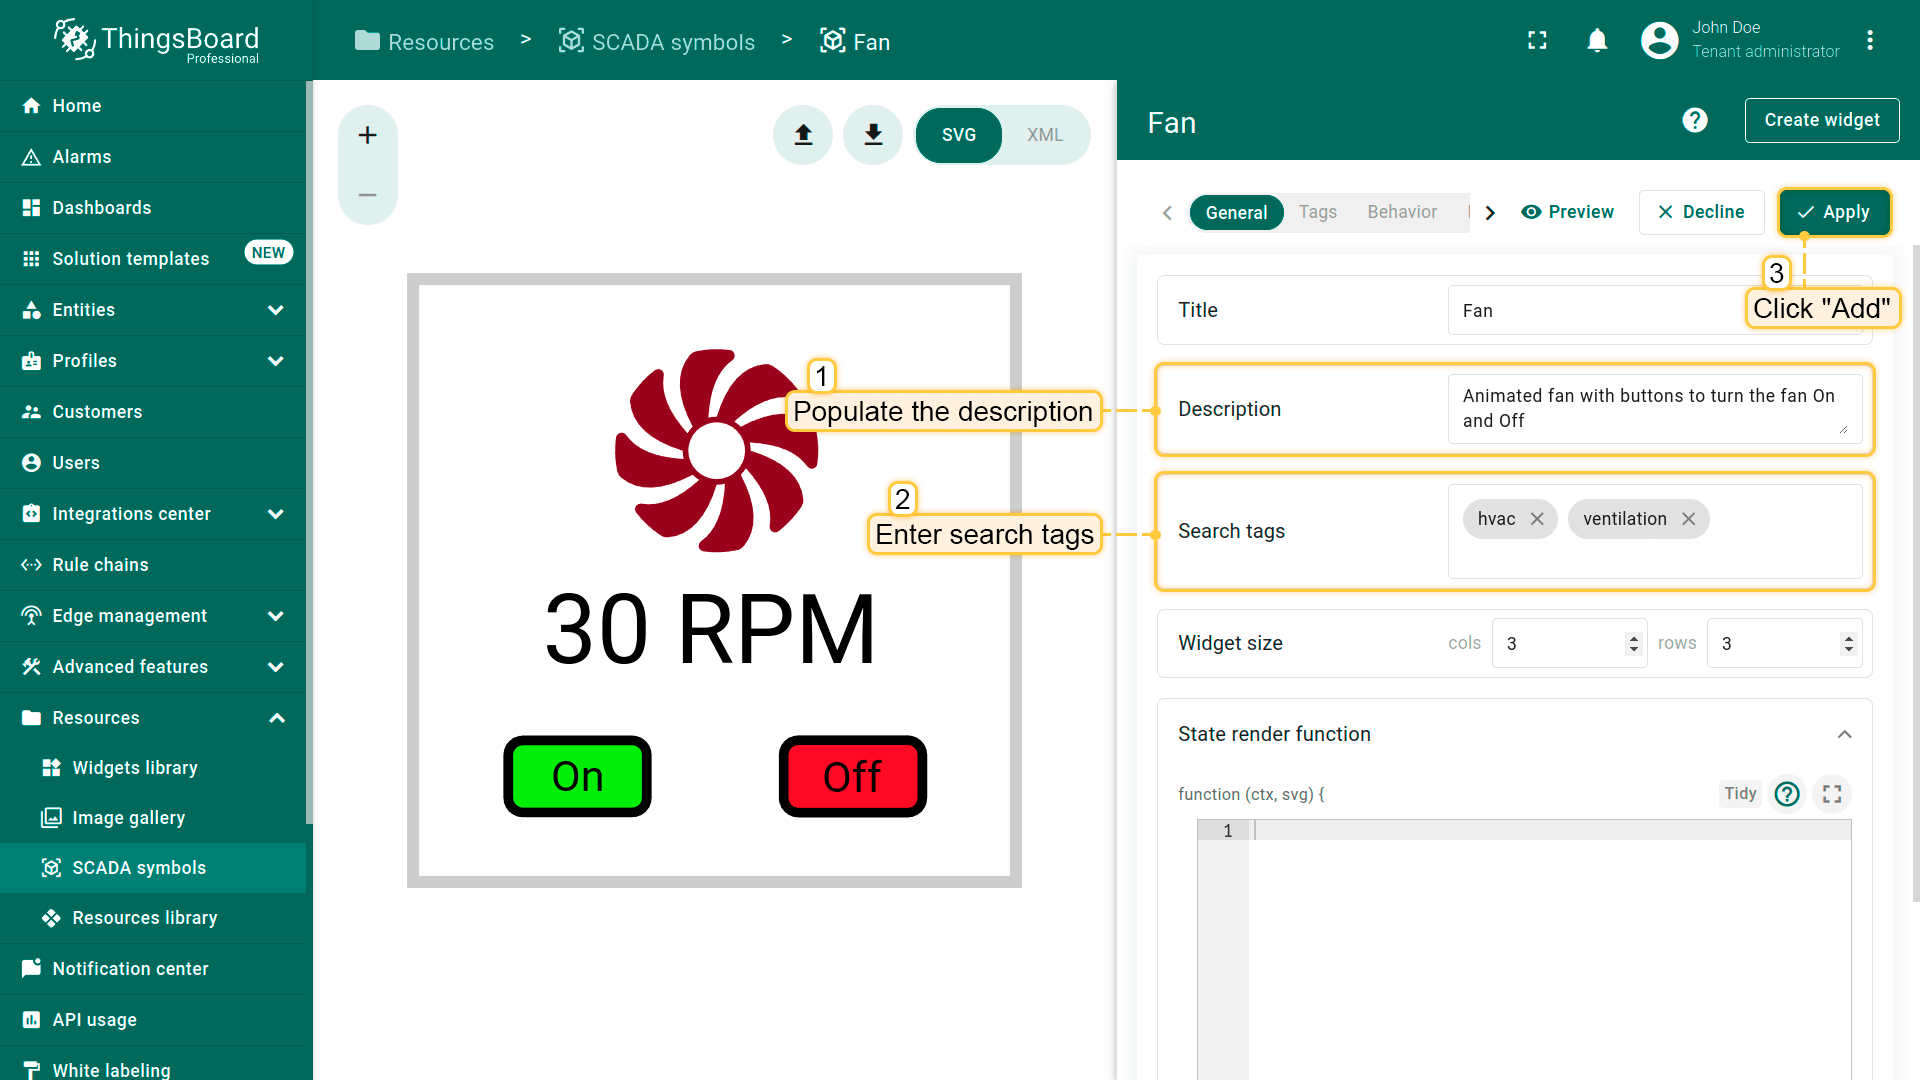 ThingsBoard
Professional
Resources > SCADA symbols > Fan
John Doe
Tenant administrator
Home
Alarms
Dashboards
Solution templates NEW
Entities
Profiles
Customers
Users
Integrations center
Rule chains
Edge management
Advanced features
Resources
Widgets library
Image gallery
SCADA symbols
Resources library
Notification center
API usage
White labeling
+
−
SVG XML
30 RPM
On Off
1
Populate the description
2
Enter search tags
Fan
? Create widget
General Tags Behavior Preview Decline Apply
3
Click "Add"
Title Fan
Description
Animated fan with buttons to turn the fan On
and Off
Search tags hvac ventilation
Widget size cols 3 rows 3
State render function
function (ctx, svg) { Tidy ?
1